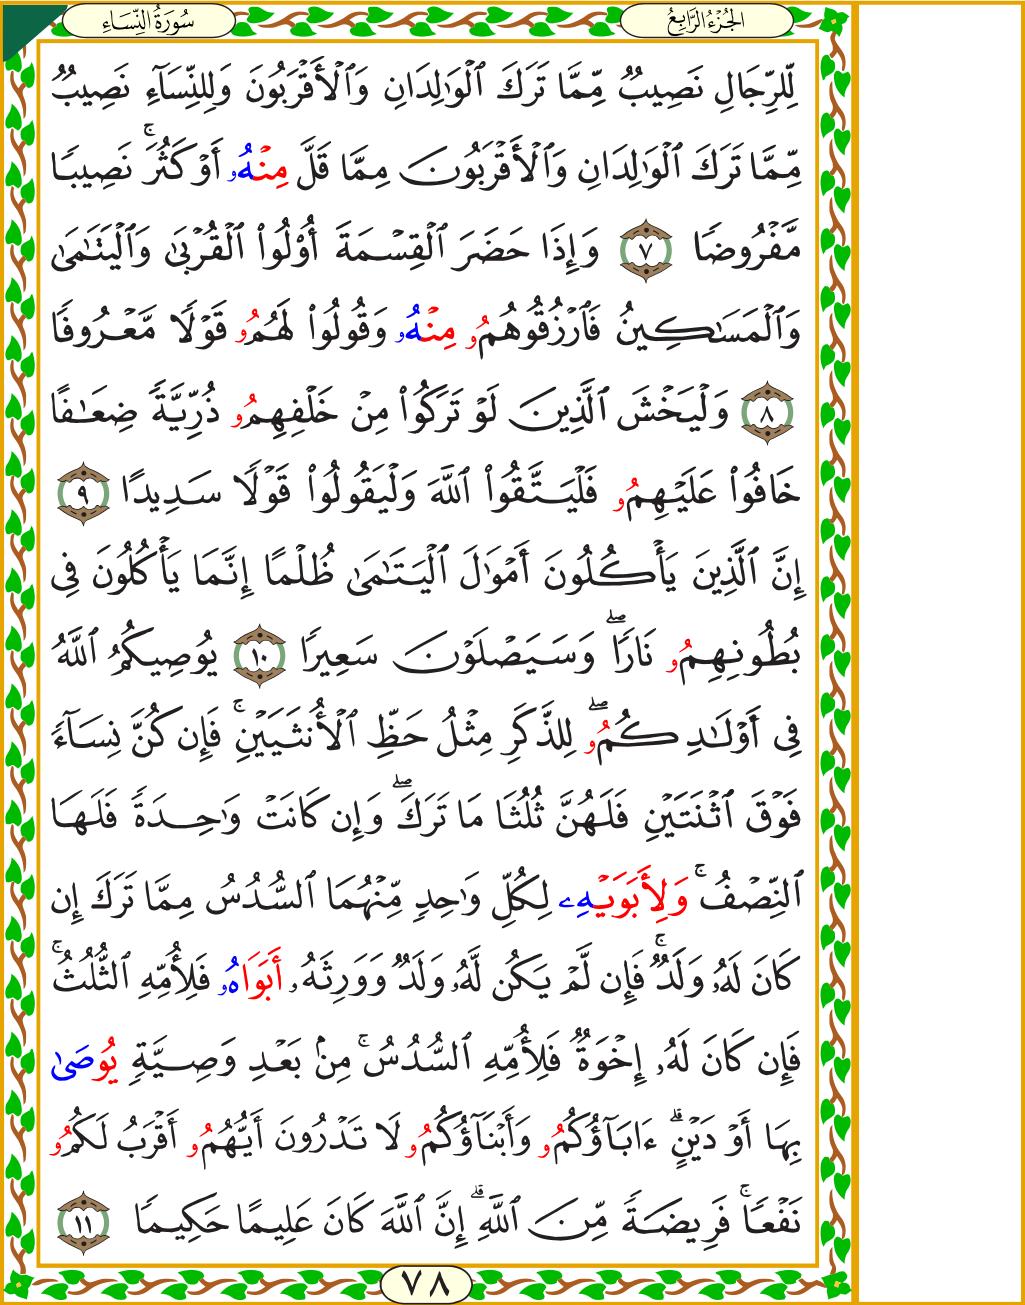 الجُزْءُ الرَّابِعُ
سُورَةُ النِّسَاءِ
لِّلرِّجَالِ نَصِيبٌ مِّمَّا تَرَكَ ٱلْوَٰلِدَانِ وَٱلْأَقْرَبُونَ وَلِلنِّسَآءِ نَصِيبٌ
مِّمَّا تَرَكَ ٱلْوَٰلِدَانِ وَٱلْأَقْرَبُونَ مِمَّا قَلَّ مِنْهُۥ أَوْ كَثُرَۚ نَصِيبًا
مَّفْرُوضًا ٧ وَإِذَا حَضَرَ ٱلْقِسْمَةَ أُوْلُوا۟ ٱلْقُرْبَىٰ وَٱلْيَتَٰمَىٰ
وَٱلْمَسَٰكِينُ فَٱرْزُقُوهُمُۥ مِنْهُۥ وَقُولُوا۟ لَهُمُۥ قَوْلًا مَّعْرُوفًا
٨ وَلْيَخْشَ ٱلَّذِينَ لَوْ تَرَكُوا۟ مِنْ خَلْفِهِمُۥ ذُرِّيَّةً ضِعَٰفًا
خَافُوا۟ عَلَيْهِمُۥ فَلْيَتَّقُوا۟ ٱللَّهَ وَلْيَقُولُوا۟ قَوْلًا سَدِيدًا ٩
إِنَّ ٱلَّذِينَ يَأْكُلُونَ أَمْوَٰلَ ٱلْيَتَٰمَىٰ ظُلْمًا إِنَّمَا يَأْكُلُونَ فِى
بُطُونِهِمُۥ نَارًاۖ وَسَيَصْلَوْنَ سَعِيرًا ١٠ يُوصِيكُمُ ٱللَّهُ
فِى أَوْلَٰدِكُمُۥۖ لِلذَّكَرِ مِثْلُ حَظِّ ٱلْأُنثَيَيْنِۚ فَإِن كُنَّ نِسَآءً
فَوْقَ ٱثْنَتَيْنِ فَلَهُنَّ ثُلُثَا مَا تَرَكَۖ وَإِن كَانَتْ وَٰحِدَةً فَلَهَا
ٱلنِّصْفُۚ وَلِأَبَوَيْهِۦ لِكُلِّ وَٰحِدٍ مِّنْهُمَا ٱلسُّدُسُ مِمَّا تَرَكَ إِن
كَانَ لَهُۥ وَلَدٌۚ فَإِن لَّمْ يَكُن لَّهُۥ وَلَدٌ وَوَرِثَهُۥ أَبَوَاهُۥ فَلِأُمِّهِ ٱلثُّلُثُۚ
فَإِن كَانَ لَهُۥ إِخْوَةٌ فَلِأُمِّهِ ٱلسُّدُسُۚ مِنۢ بَعْدِ وَصِيَّةٍ يُوصَىٰ
بِهَا أَوْ دَيْنٍۗ ءَابَآؤُكُمُۥ وَأَبْنَآؤُكُمُۥ لَا تَدْرُونَ أَيُّهُمُۥ أَقْرَبُ لَكُمُۥ
نَفْعًاۚ فَرِيضَةً مِّنَ ٱللَّهِۗ إِنَّ ٱللَّهَ كَانَ عَلِيمًا حَكِيمًا ١١
٧٨